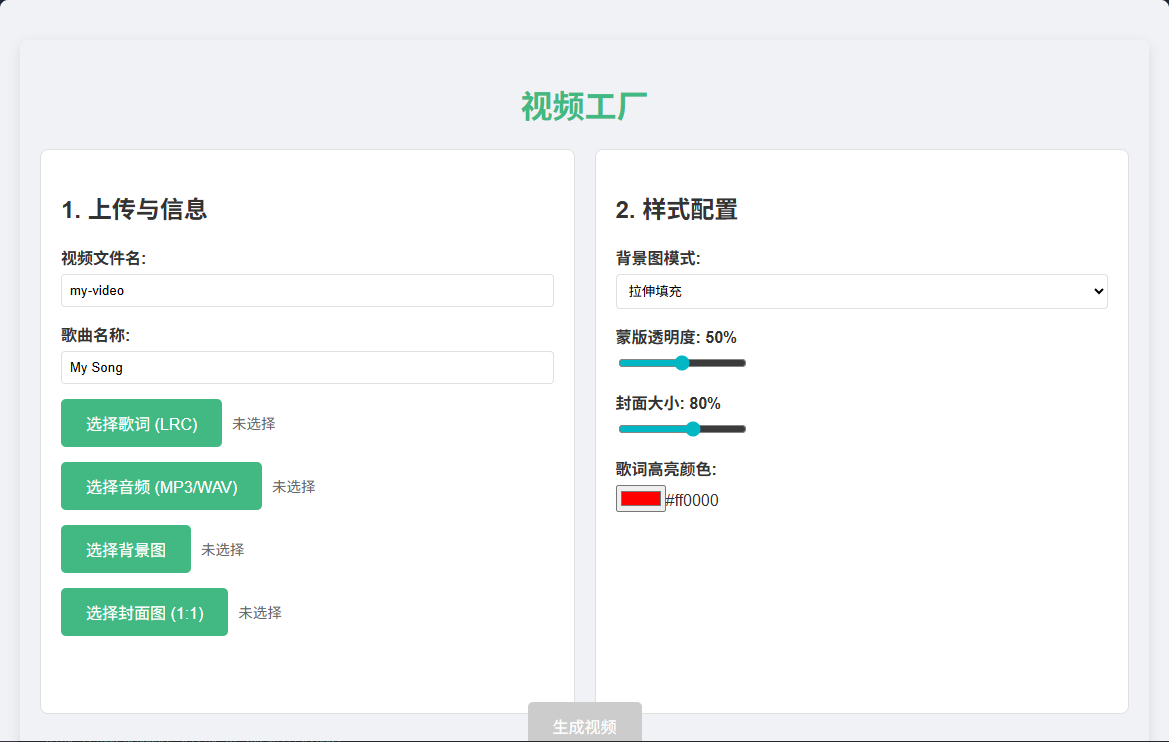 视频工厂
1. 上传与信息
视频文件名:
my-video
歌曲名称:
My Song
选择歌词 (LRC) 未选择
选择音频 (MP3/WAV) 未选择
选择背景图 未选择
选择封面图 (1:1) 未选择
2. 样式配置
背景图模式:
拉伸填充
蒙版透明度: 50%
封面大小: 80%
歌词高亮颜色:
#ff0000
生成视频